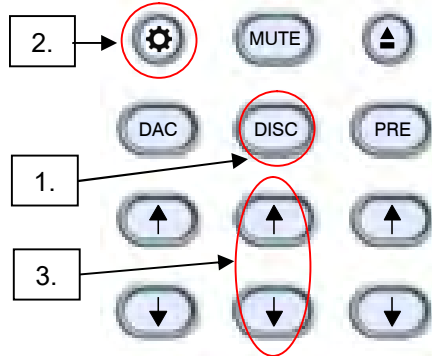 2.
MUTE
DAC
DISC
PRE
1.
3.